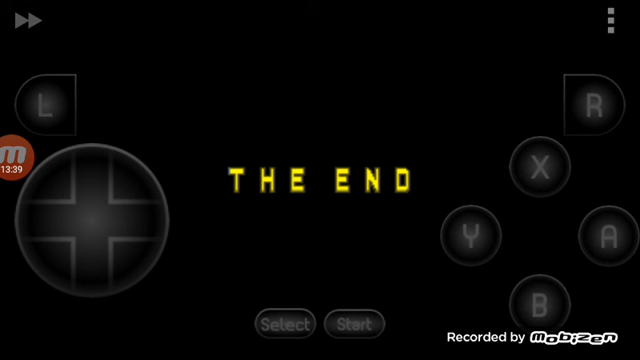 L
R
13:39
X
THE END
Y
A
B
Select
Start
Recorded by mobizen